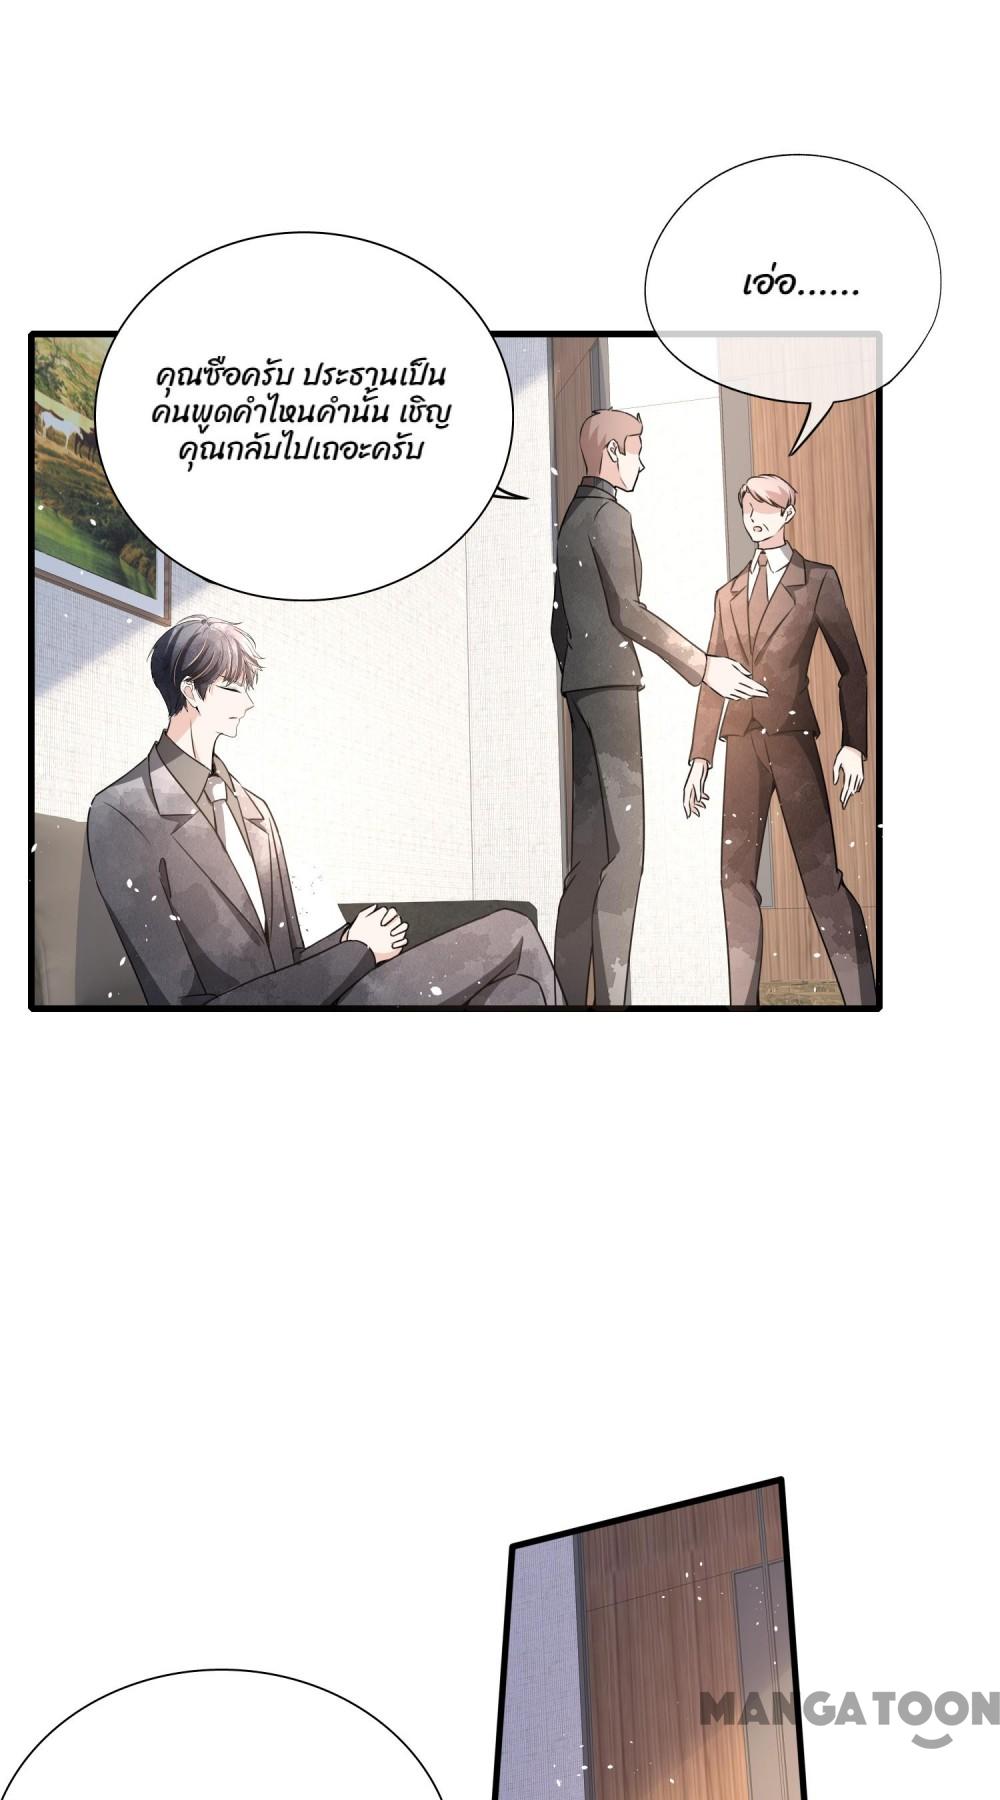 คุณซือครับ ประธานเป็น
คนพูดคำไหนคำนั้น เชิญ
คุณกลับไปเถอะครับ
เอ่อ......
MANGATOON